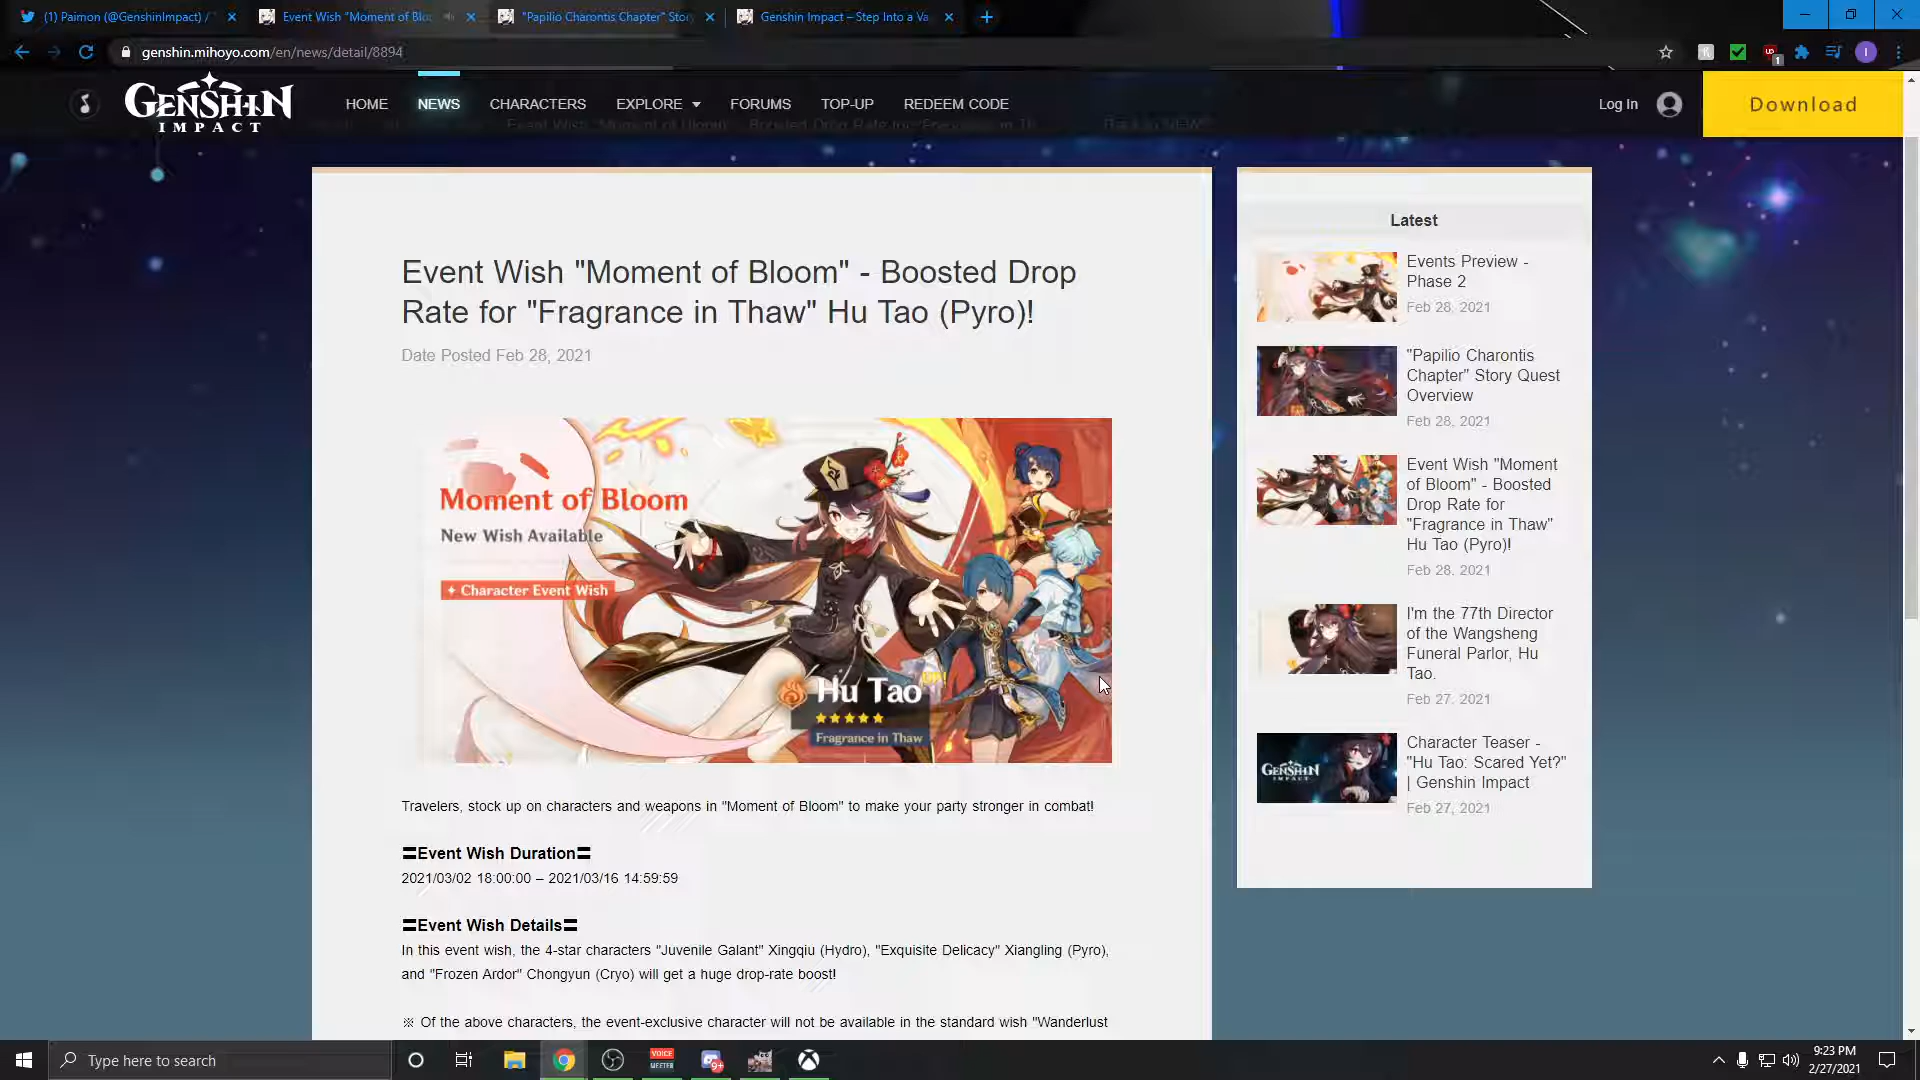 (1) Paimon (@GenshinImpact) /
Event Wish "Moment of Blo
"Papilio Charontis Chapter" Stor
Genshin Impact – Step Into a Va
genshin.mihoyo.com/en/news/detail/8894
GENSHIN
IMPACT
HOME
NEWS
CHARACTERS
EXPLORE
FORUMS
TOP-UP
REDEEM CODE
Log In
Download
Event Wish "Moment of Bloom" - Boosted Drop
Rate for "Fragrance in Thaw" Hu Tao (Pyro)!
Date Posted Feb 28, 2021
Moment of Bloom
New Wish Available
Character Event Wish
Hu Tao
UP!
Fragrance in Thaw
Travelers, stock up on characters and weapons in "Moment of Bloom" to make your party stronger in combat!
〓Event Wish Duration〓
2021/03/02 18:00:00 – 2021/03/16 14:59:59
〓Event Wish Details〓
In this event wish, the 4-star characters "Juvenile Galant" Xingqiu (Hydro), "Exquisite Delicacy" Xiangling (Pyro),
and "Frozen Ardor" Chongyun (Cryo) will get a huge drop-rate boost!
※ Of the above characters, the event-exclusive character will not be available in the standard wish "Wanderlust
Latest
Events Preview -
Phase 2
Feb 28, 2021
"Papilio Charontis
Chapter" Story Quest
Overview
Feb 28, 2021
Event Wish "Moment
of Bloom" - Boosted
Drop Rate for
"Fragrance in Thaw"
Hu Tao (Pyro)!
Feb 28, 2021
I'm the 77th Director
of the Wangsheng
Funeral Parlor, Hu
Tao.
Feb 27, 2021
GENSHIN
IMPACT
Character Teaser -
"Hu Tao: Scared Yet?"
| Genshin Impact
Feb 27, 2021
Type here to search
VOICE
MEETER
9+
9:23 PM
2/27/2021